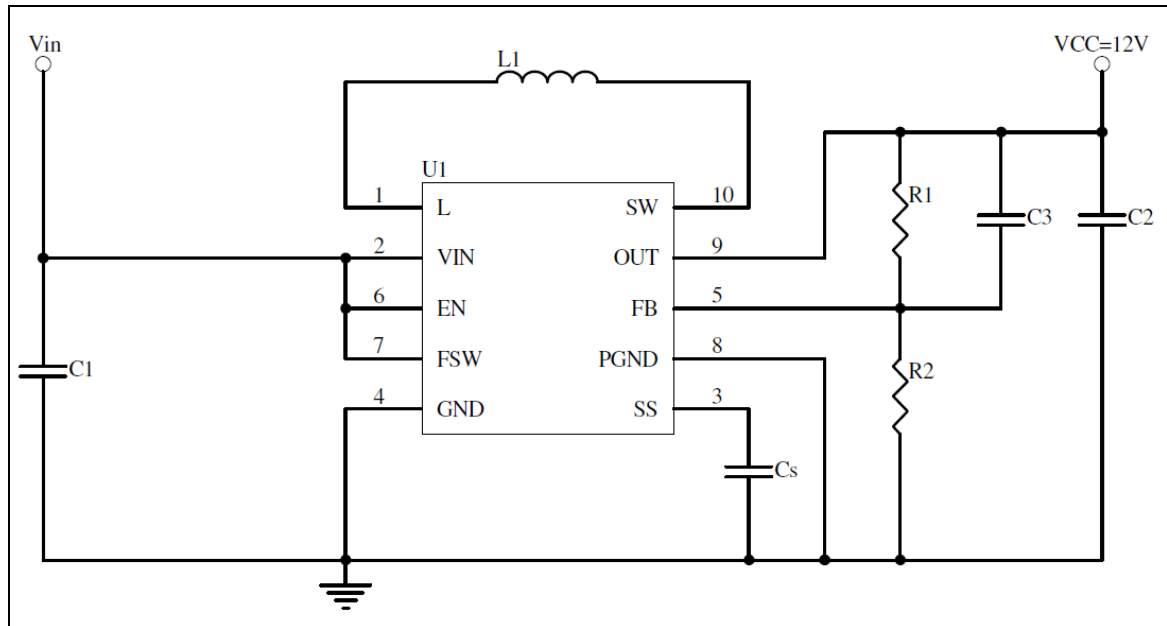 Vin
VCC=12V
L1
U1
1 L SW 10
R1
C3
C2
2 VIN OUT 9
6 EN FB 5
7 FSW PGND 8
C1
R2
4 GND SS 3
Cs